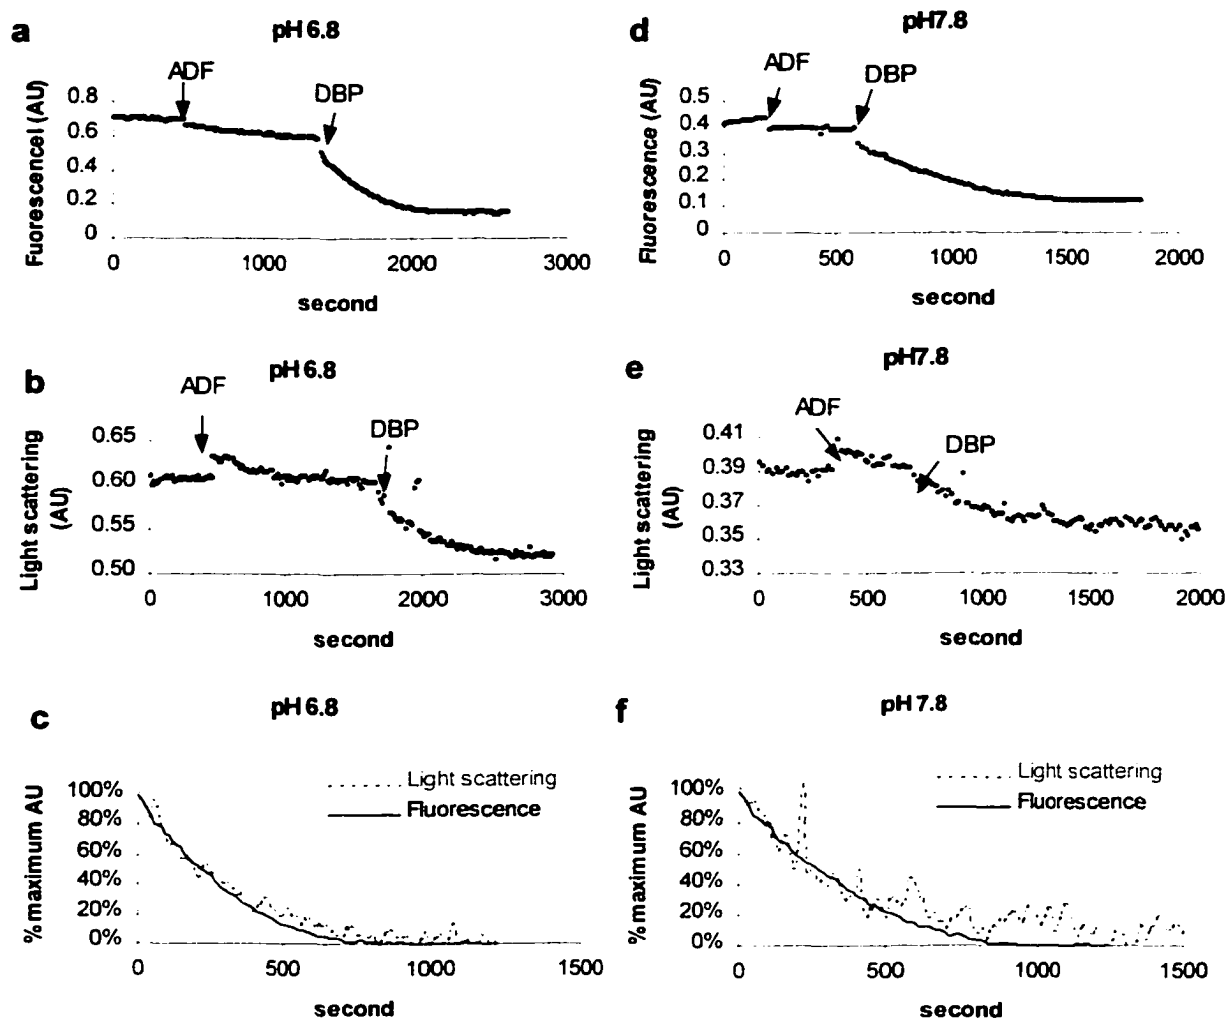 a
pH 6.8
ADF
DBP
Fuorescencel (AU)
0.8
0.6
0.4
0.2
0
0
1000
2000
3000
second
b
pH 6.8
ADF
DBP
Light scattering
(AU)
0.65
0.60
0.55
0.50
0
1000
2000
3000
second
c
pH 6.8
Light scattering
Fluorescence
% maximum AU
100%
80%
60%
40%
20%
0%
0
500
1000
1500
second
d
pH7.8
ADF
DBP
Fluorescence (AU)
0.5
0.4
0.3
0.2
0.1
0
0
500
1000
1500
2000
second
e
pH7.8
ADF
DBP
Light scattering
(AU)
0.41
0.39
0.37
0.35
0.33
0
500
1000
1500
2000
second
f
pH 7.8
Light scattering
Fluorescence
% maximum AU
100%
80%
60%
40%
20%
0%
0
500
1000
1500
second